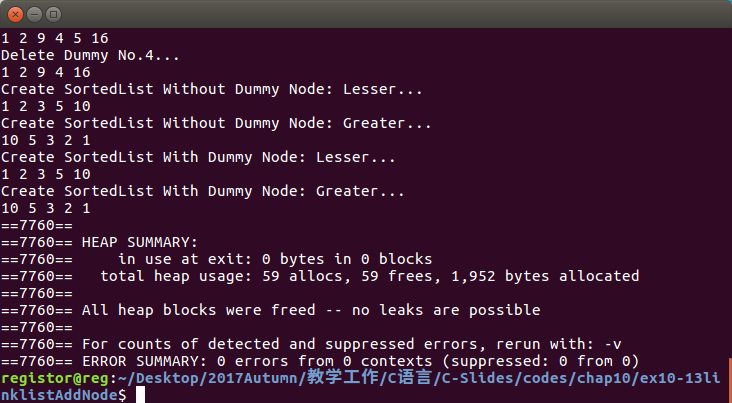 1 2 9 4 5 16
Delete Dummy No.4...
1 2 9 4 16
Create SortedList Without Dummy Node: Lesser...
1 2 3 5 10
Create SortedList Without Dummy Node: Greater...
10 5 3 2 1
Create SortedList With Dummy Node: Lesser...
1 2 3 5 10
Create SortedList With Dummy Node: Greater...
10 5 3 2 1
==7760==
==7760== HEAP SUMMARY:
==7760==     in use at exit: 0 bytes in 0 blocks
==7760==   total heap usage: 59 allocs, 59 frees, 1,952 bytes allocated
==7760==
==7760== All heap blocks were freed -- no leaks are possible
==7760==
==7760== For counts of detected and suppressed errors, rerun with: -v
==7760== ERROR SUMMARY: 0 errors from 0 contexts (suppressed: 0 from 0)
registor@reg:~/Desktop/2017Autumn/教学工作/C语言/C-Slides/codes/chap10/ex10-13li
nklistAddNode$